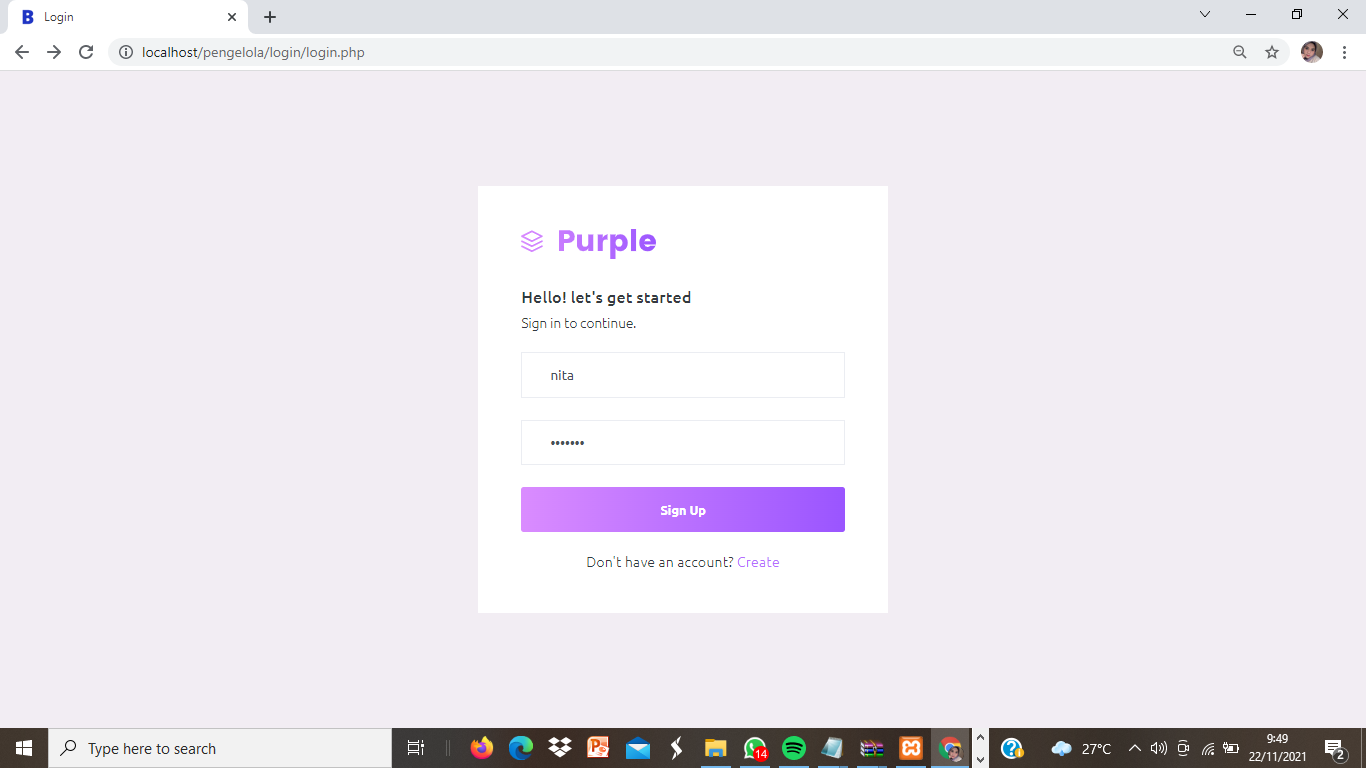 Login
localhost/pengelola/login/login.php
Purple
Hello! let's get started
Sign in to continue.
nita
•••••••
Sign Up
Don't have an account? Create
Type here to search
14
27°C
9:49
22/11/2021
2